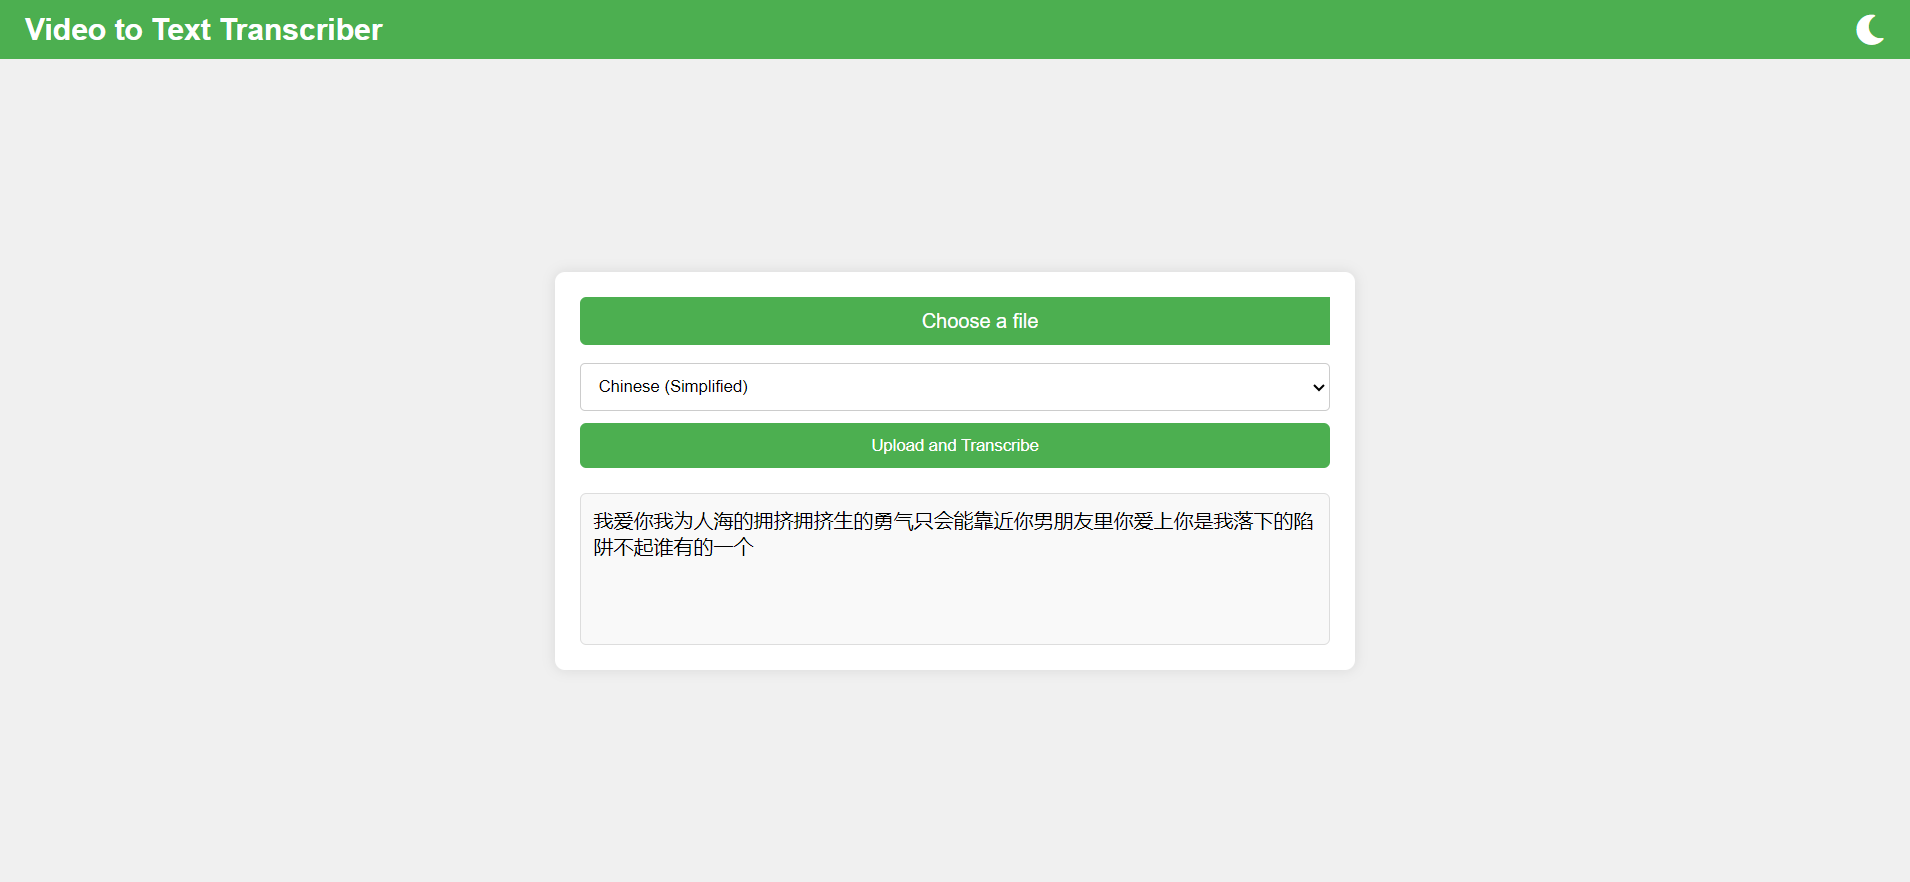 Video to Text Transcriber
Choose a file
Chinese (Simplified)
Upload and Transcribe
我爱你我为人海的拥挤拥挤生的勇气只会能靠近你男朋友里你爱上你是我落下的陷
阱不起谁有的一个